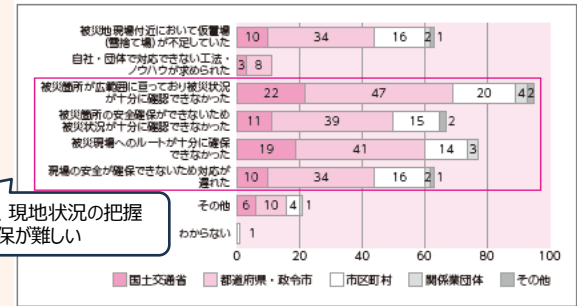 被災地現場付近において仮置場
(雪捨て場)が不足していた
10 34 16 2 1
自社・団体で対応できない工法・
ノウハウが求められた
3 8
被災箇所が広範囲に亘っており被災状況
が十分に確認できなかった
22 47 20 4 2
被災箇所の安全確保ができないため
被災状況が十分に確認できなかった
11 39 15 2
被災現場へのルートが十分に確保
できなかった
19 41 14 3
現場の安全が確保できないため対応が
遅れた
10 34 16 2 1
現地状況の把握
保が難しい
その他
6 10 4 1
わからない
1
0 20 40 60 80 100
国土交通省 都道府県・政令市 市区町村 関係業団体 その他